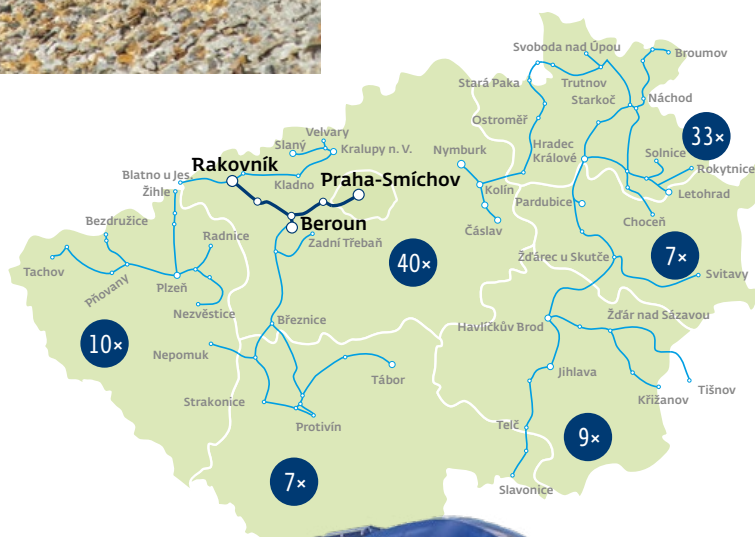 Svoboda nad Úpou
Broumov
Stará Paka
Trutnov
Starkoč
Náchod
Ostroměř
33×
Velvary
Slaný
Kralupy n. V.
Nymburk
Hradec
Králové
Solnice
Rokytnice
Rakovník
Blatno u Jes.
Kladno
Praha-Smíchov
Žihle
Kolín
Letohrad
Pardubice
Bezdružice
Beroun
Čáslav
Choceň
Radnice
Zadní Třebaň
40×
Žďárec u Skutče
7×
Svitavy
Tachov
Pňovany
Plzeň
Nezvěstice
Březnice
Havlíčkův Brod
Žďár nad Sázavou
10×
Nepomuk
Tábor
Jihlava
Tišnov
Křižanov
Strakonice
Protivín
Telč
9×
7×
Slavonice